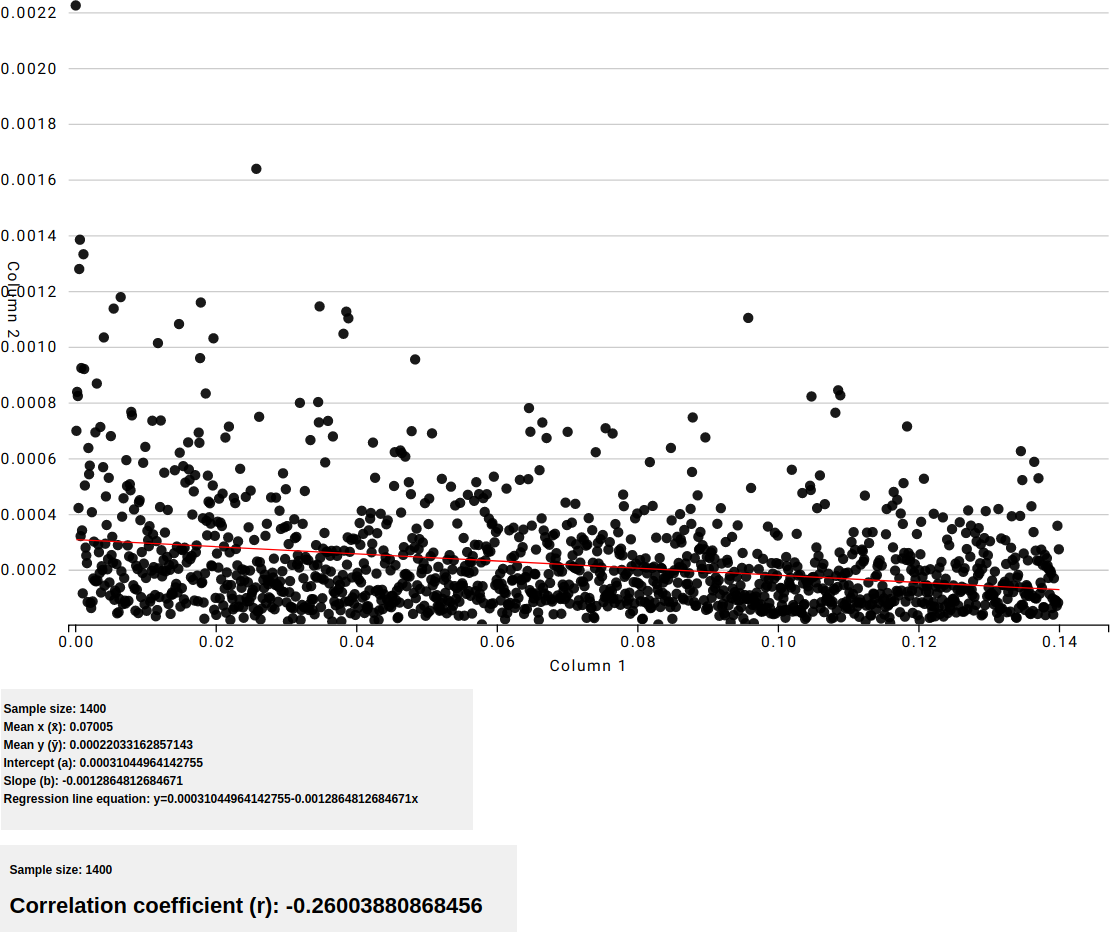 0.0022
0.0020
0.0018
0.0016
0.0014
0.0012
0.0010
0.0008
0.0006
0.0004
0.0002
Column 2
0.00 0.02 0.04 0.06 0.08 0.10 0.12 0.14
Column 1
Sample size: 1400
Mean x (x̄): 0.07005
Mean y (ȳ): 0.00022033162857143
Intercept (a): 0.00031044964142755
Slope (b): -0.0012864812684671
Regression line equation: y=0.00031044964142755-0.0012864812684671x
Sample size: 1400
Correlation coefficient (r): -0.26003880868456